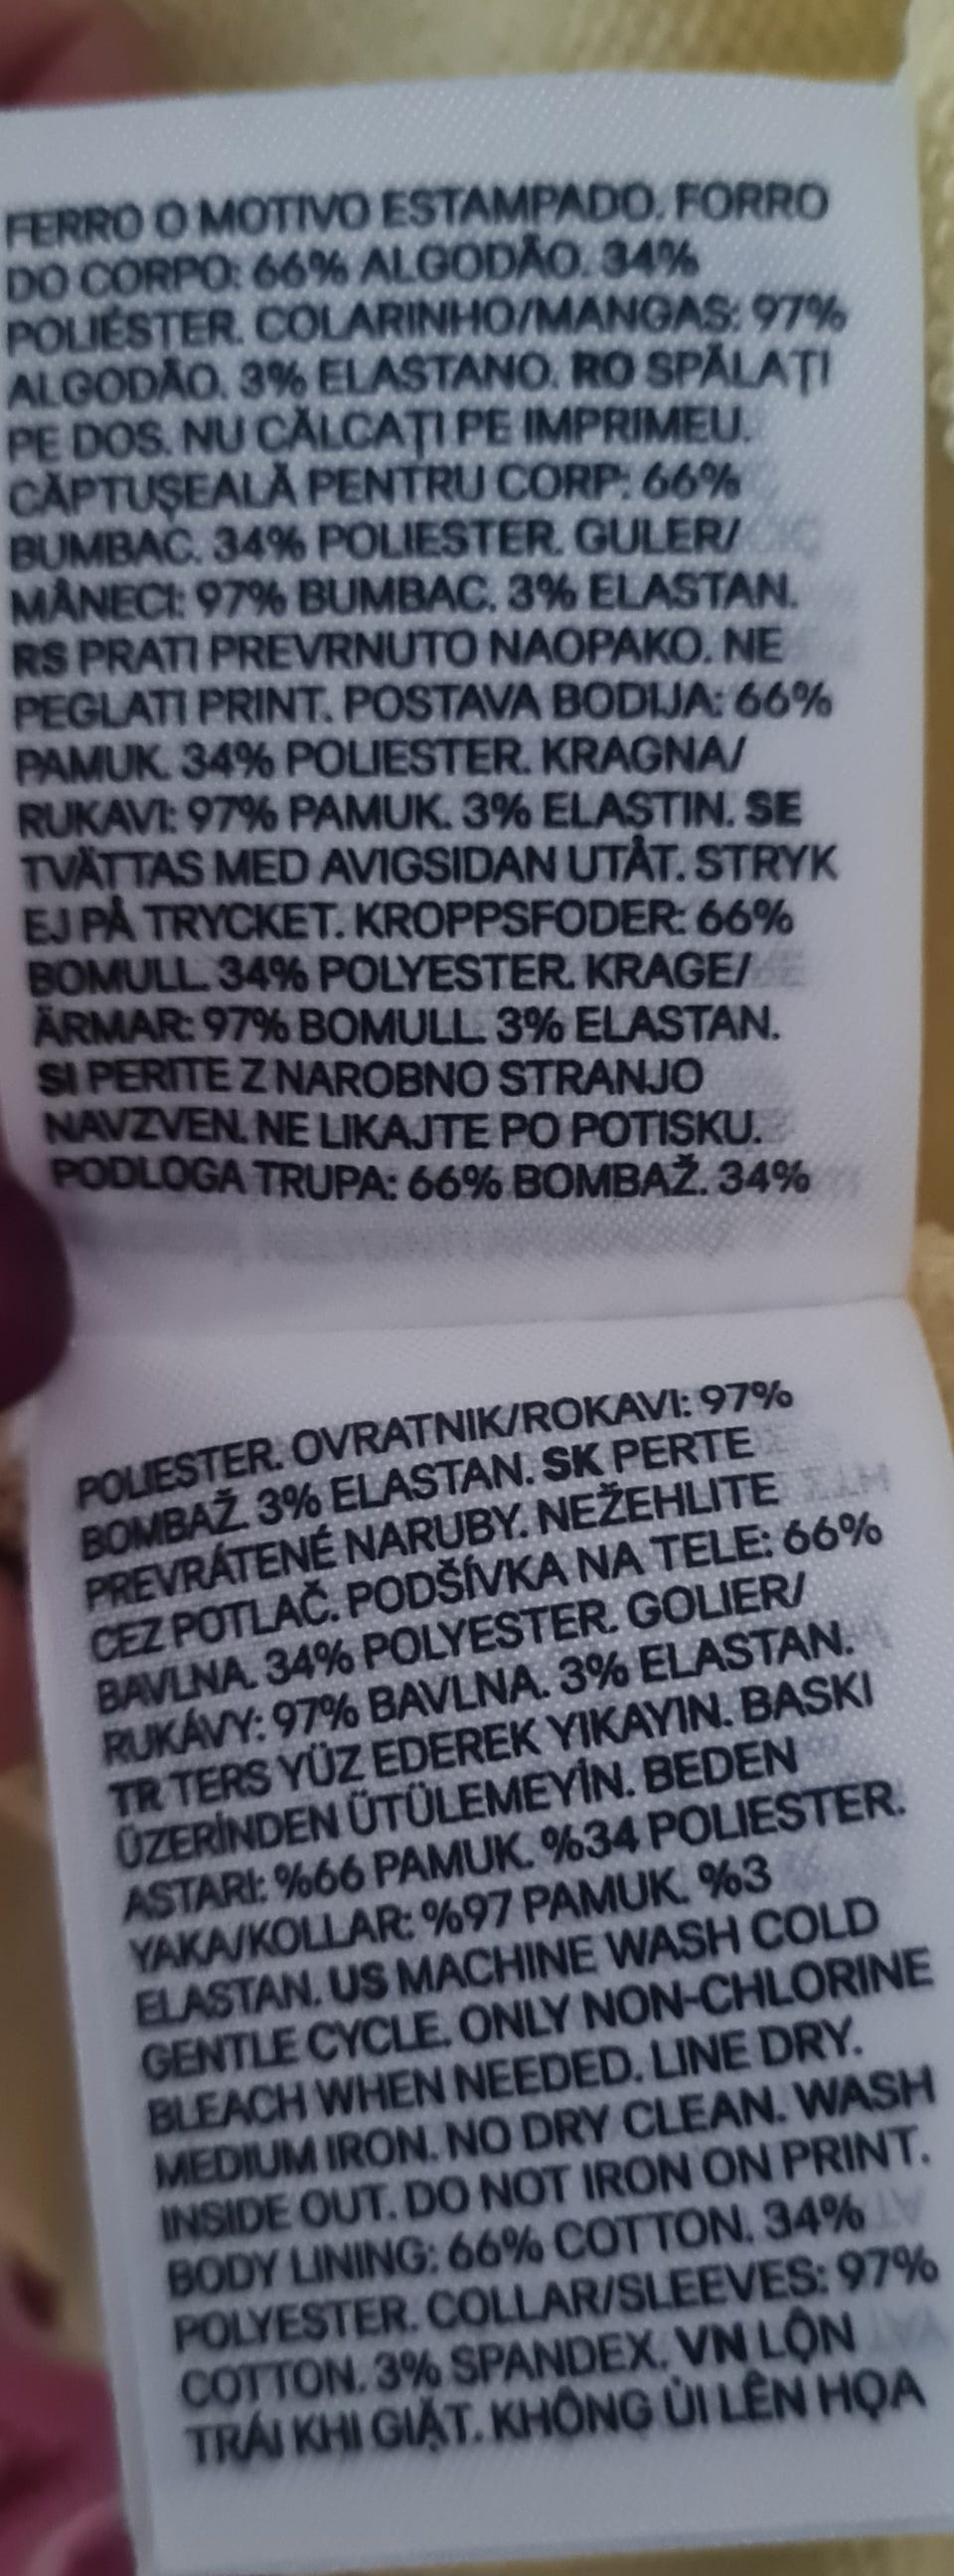 FERRO O MOTIVO ESTAMPADO. FORRO
DO CORPO: 66% ALGODÃO. 34%
POLIÉSTER. COLARINHO/MANGAS: 97%
ALGODÃO. 3% ELASTANO. RO SPĂLAȚI
PE DOS. NU CĂLCAȚI PE IMPRIMEU.
CĂPTUȘEALĂ PENTRU CORP: 66%
BUMBAC. 34% POLIESTER. GULER/
MÂNECI: 97% BUMBAC. 3% ELASTAN.
RS PRATI PREVRNUTO NAOPAKO. NE
PEGLATI PRINT. POSTAVA BODIJA: 66%
PAMUK. 34% POLIESTER. KRAGNA/
RUKAVI: 97% PAMUK. 3% ELASTIN. SE
TVÄTTAS MED AVIGSIDAN UTÅT. STRYK
EJ PÅ TRYCKET. KROPPSFODER: 66%
BOMULL. 34% POLYESTER. KRAGE/
ÄRMAR: 97% BOMULL. 3% ELASTAN.
SI PERITE Z NAROBNO STRANJO
NAVZVEN. NE LIKAJTE PO POTISKU.
PODLOGA TRUPA: 66% BOMBAŽ. 34%
POLIESTER. OVRATNIK/ROKAVI: 97%
BOMBAŽ. 3% ELASTAN. SK PERTE
PREVRÁTENÉ NARUBY. NEŽEHLITE
CEZ POTLAČ. PODŠÍVKA NA TELE: 66%
BAVLNA. 34% POLYESTER. GOLIER/
RUKÁVY: 97% BAVLNA. 3% ELASTAN.
TR TERS YÜZ EDEREK YIKAYIN. BASKI
ÜZERİNDEN ÜTÜLEMEYİN. BEDEN
ASTARI: %66 PAMUK. %34 POLIESTER.
YAKA/KOLLAR: %97 PAMUK. %3
ELASTAN. US MACHINE WASH COLD
GENTLE CYCLE. ONLY NON-CHLORINE
BLEACH WHEN NEEDED. LINE DRY.
MEDIUM IRON. NO DRY CLEAN. WASH
INSIDE OUT. DO NOT IRON ON PRINT.
BODY LINING: 66% COTTON. 34%
POLYESTER. COLLAR/SLEEVES: 97%
COTTON. 3% SPANDEX. VN LỘN
TRÁI KHI GIẶT. KHÔNG ỦI LÊN HỌA